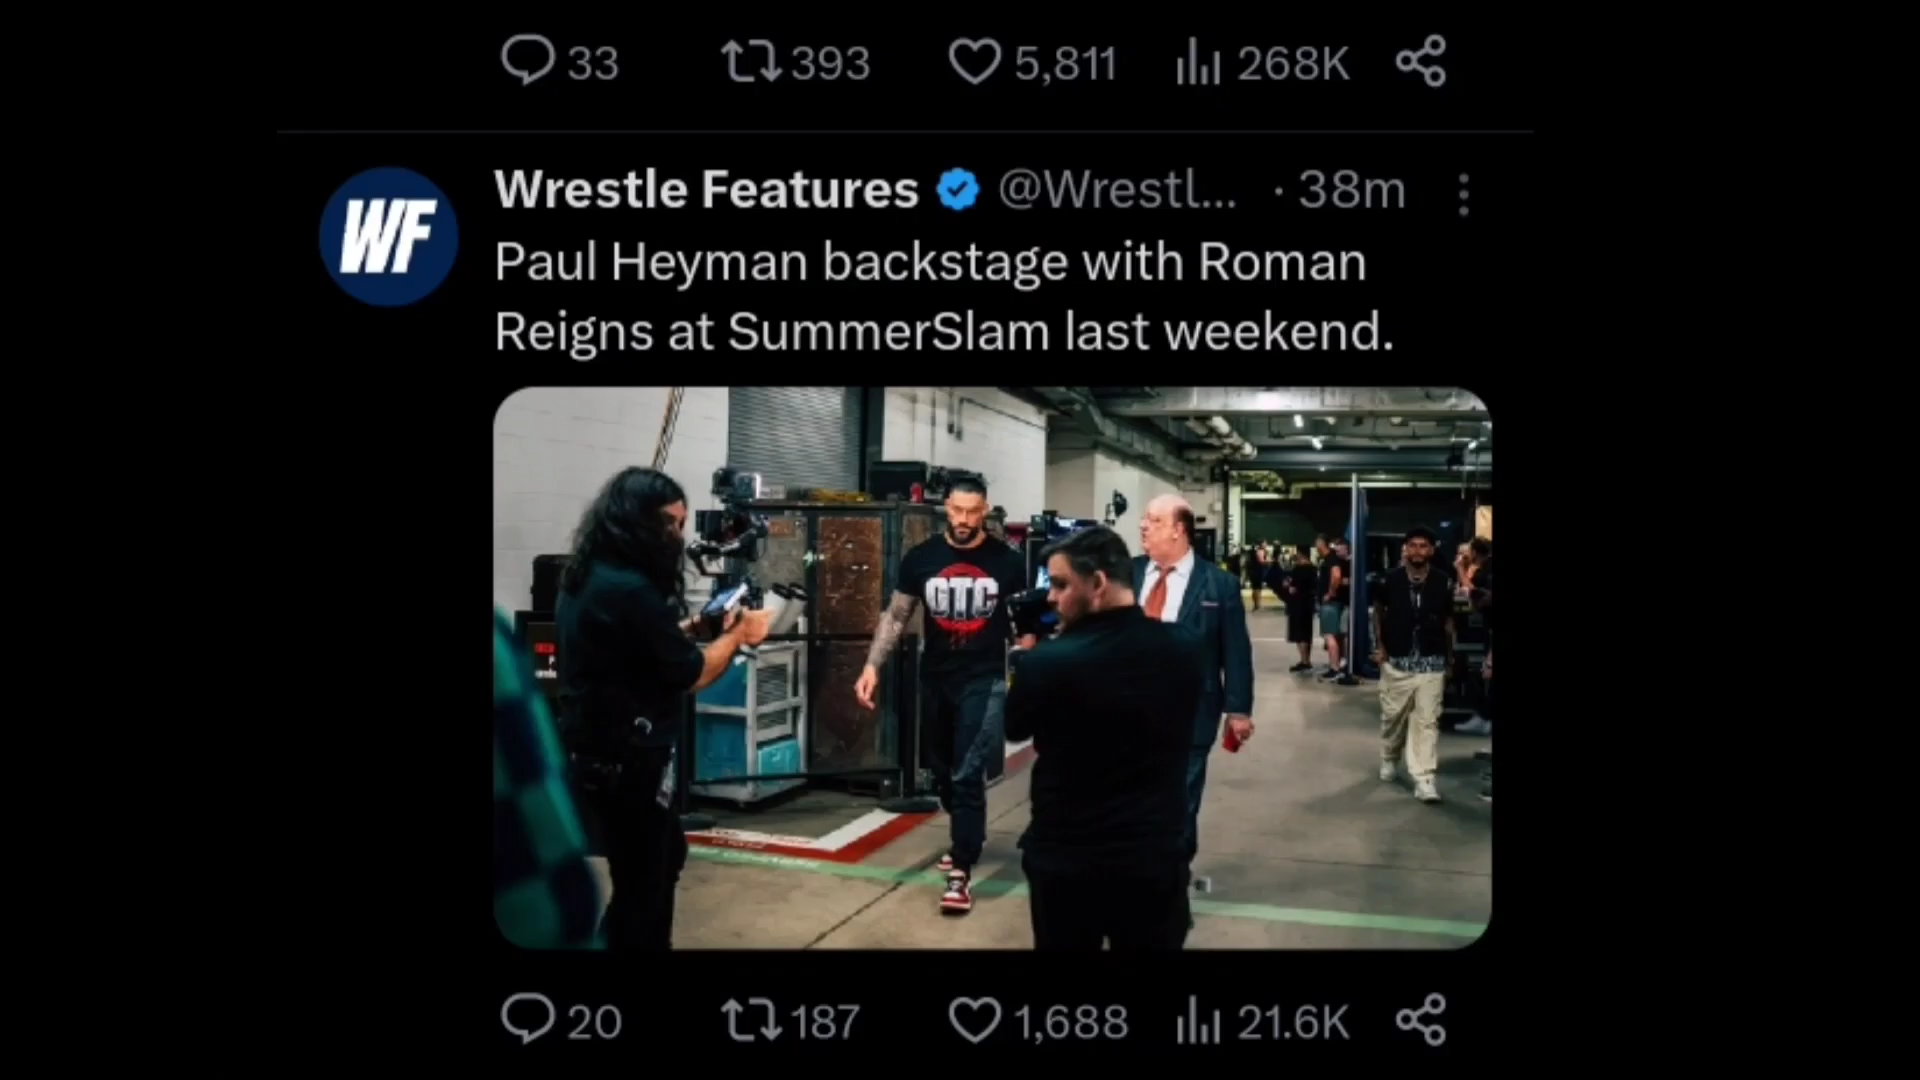 33 393 5,811 268K
WF
Wrestle Features @Wrestl... · 38m
Paul Heyman backstage with Roman
Reigns at SummerSlam last weekend.
OTC
20 187 1,688 21.6K